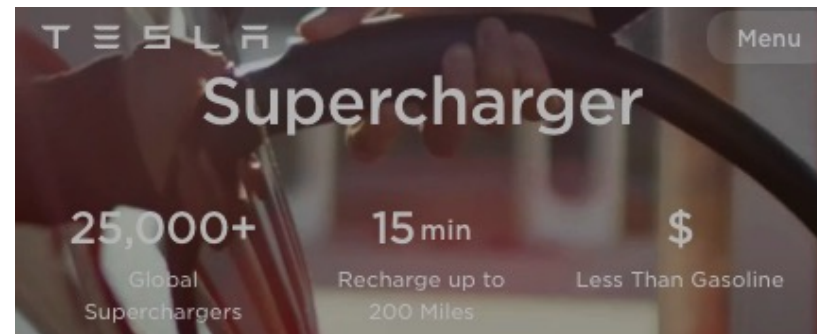 TESLA
Menu
Supercharger
25,000+
15 min
$
Global
Superchargers
Recharge up to
200 Miles
Less Than Gasoline